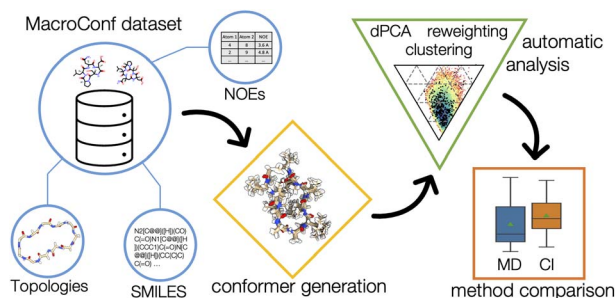 MacroConf dataset
Atom 1 Atom 2 NOE
4 8 3.6 A
2 9 4.8 A
... ... ...
NOEs
Topologies
N2[C@@]([H])(CO)
C(=O)N1[C@@]([H
])(CCC1)C(=O)N[C
@@]([H])(CC(C)C)
C(=O) ...
SMILES
conformer generation
dPCA reweighting
clustering
automatic
analysis
MD CI
method comparison